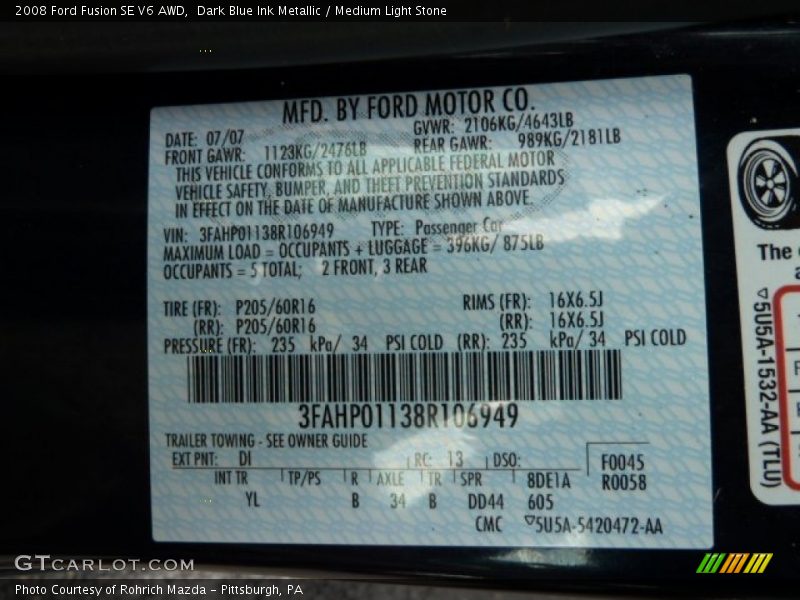 2008 Ford Fusion SE V6 AWD, Dark Blue Ink Metallic / Medium Light Stone
MFD. BY FORD MOTOR CO.
DATE: 07/07 GVWR: 2106KG/4643LB
FRONT GAWR: 1123KG/2476LB REAR GAWR: 989KG/2181LB
THIS VEHICLE CONFORMS TO ALL APPLICABLE FEDERAL MOTOR
VEHICLE SAFETY, BUMPER, AND THEFT PREVENTION STANDARDS
IN EFFECT ON THE DATE OF MANUFACTURE SHOWN ABOVE.
VIN: 3FAHP01138R106949 TYPE: Passenger Car
MAXIMUM LOAD = OCCUPANTS + LUGGAGE = 396KG/ 875LB
OCCUPANTS = 5 TOTAL; 2 FRONT, 3 REAR
TIRE (FR): P205/60R16 RIMS (FR): 16X6.5J
(RR): P205/60R16 (RR): 16X6.5J
PRESSURE (FR): 235 kPa/ 34 PSI COLD (RR): 235 kPa/ 34 PSI COLD
3FAHP01138R106949
TRAILER TOWING - SEE OWNER GUIDE
EXT PNT: DI RC: 13 DSO: F0045
R0058
INT TR TP/PS R AXLE TR SPR 8DE1A
YL B 34 B DD44 605
CMC ▽5U5A-5420472-AA
The
▽5U5A-1532-AA (TLU)
GTCARLOT.COM
Photo Courtesy of Rohrich Mazda - Pittsburgh, PA